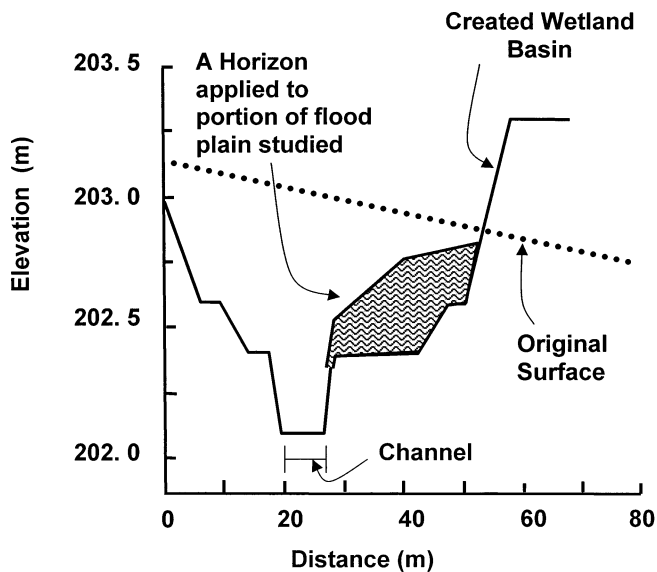 Created Wetland
Basin
A Horizon
applied to
portion of flood
plain studied
203. 5
203. 0
202. 5
202. 0
Elevation (m)
Original
Surface
Channel
0
20
40
60
80
Distance (m)